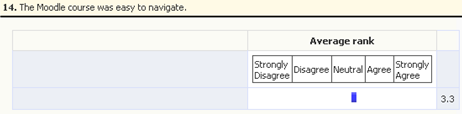 14. The Moodle course was easy to navigate.
Average rank
Strongly Disagree Disagree Neutral Agree Strongly Agree
3.3